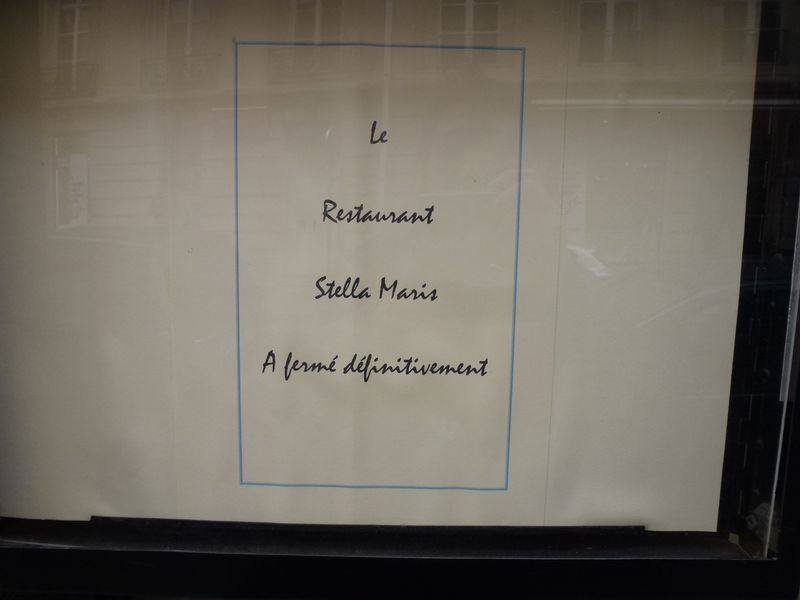 Le
Restaurant
Stella Maris
A fermé définitivement